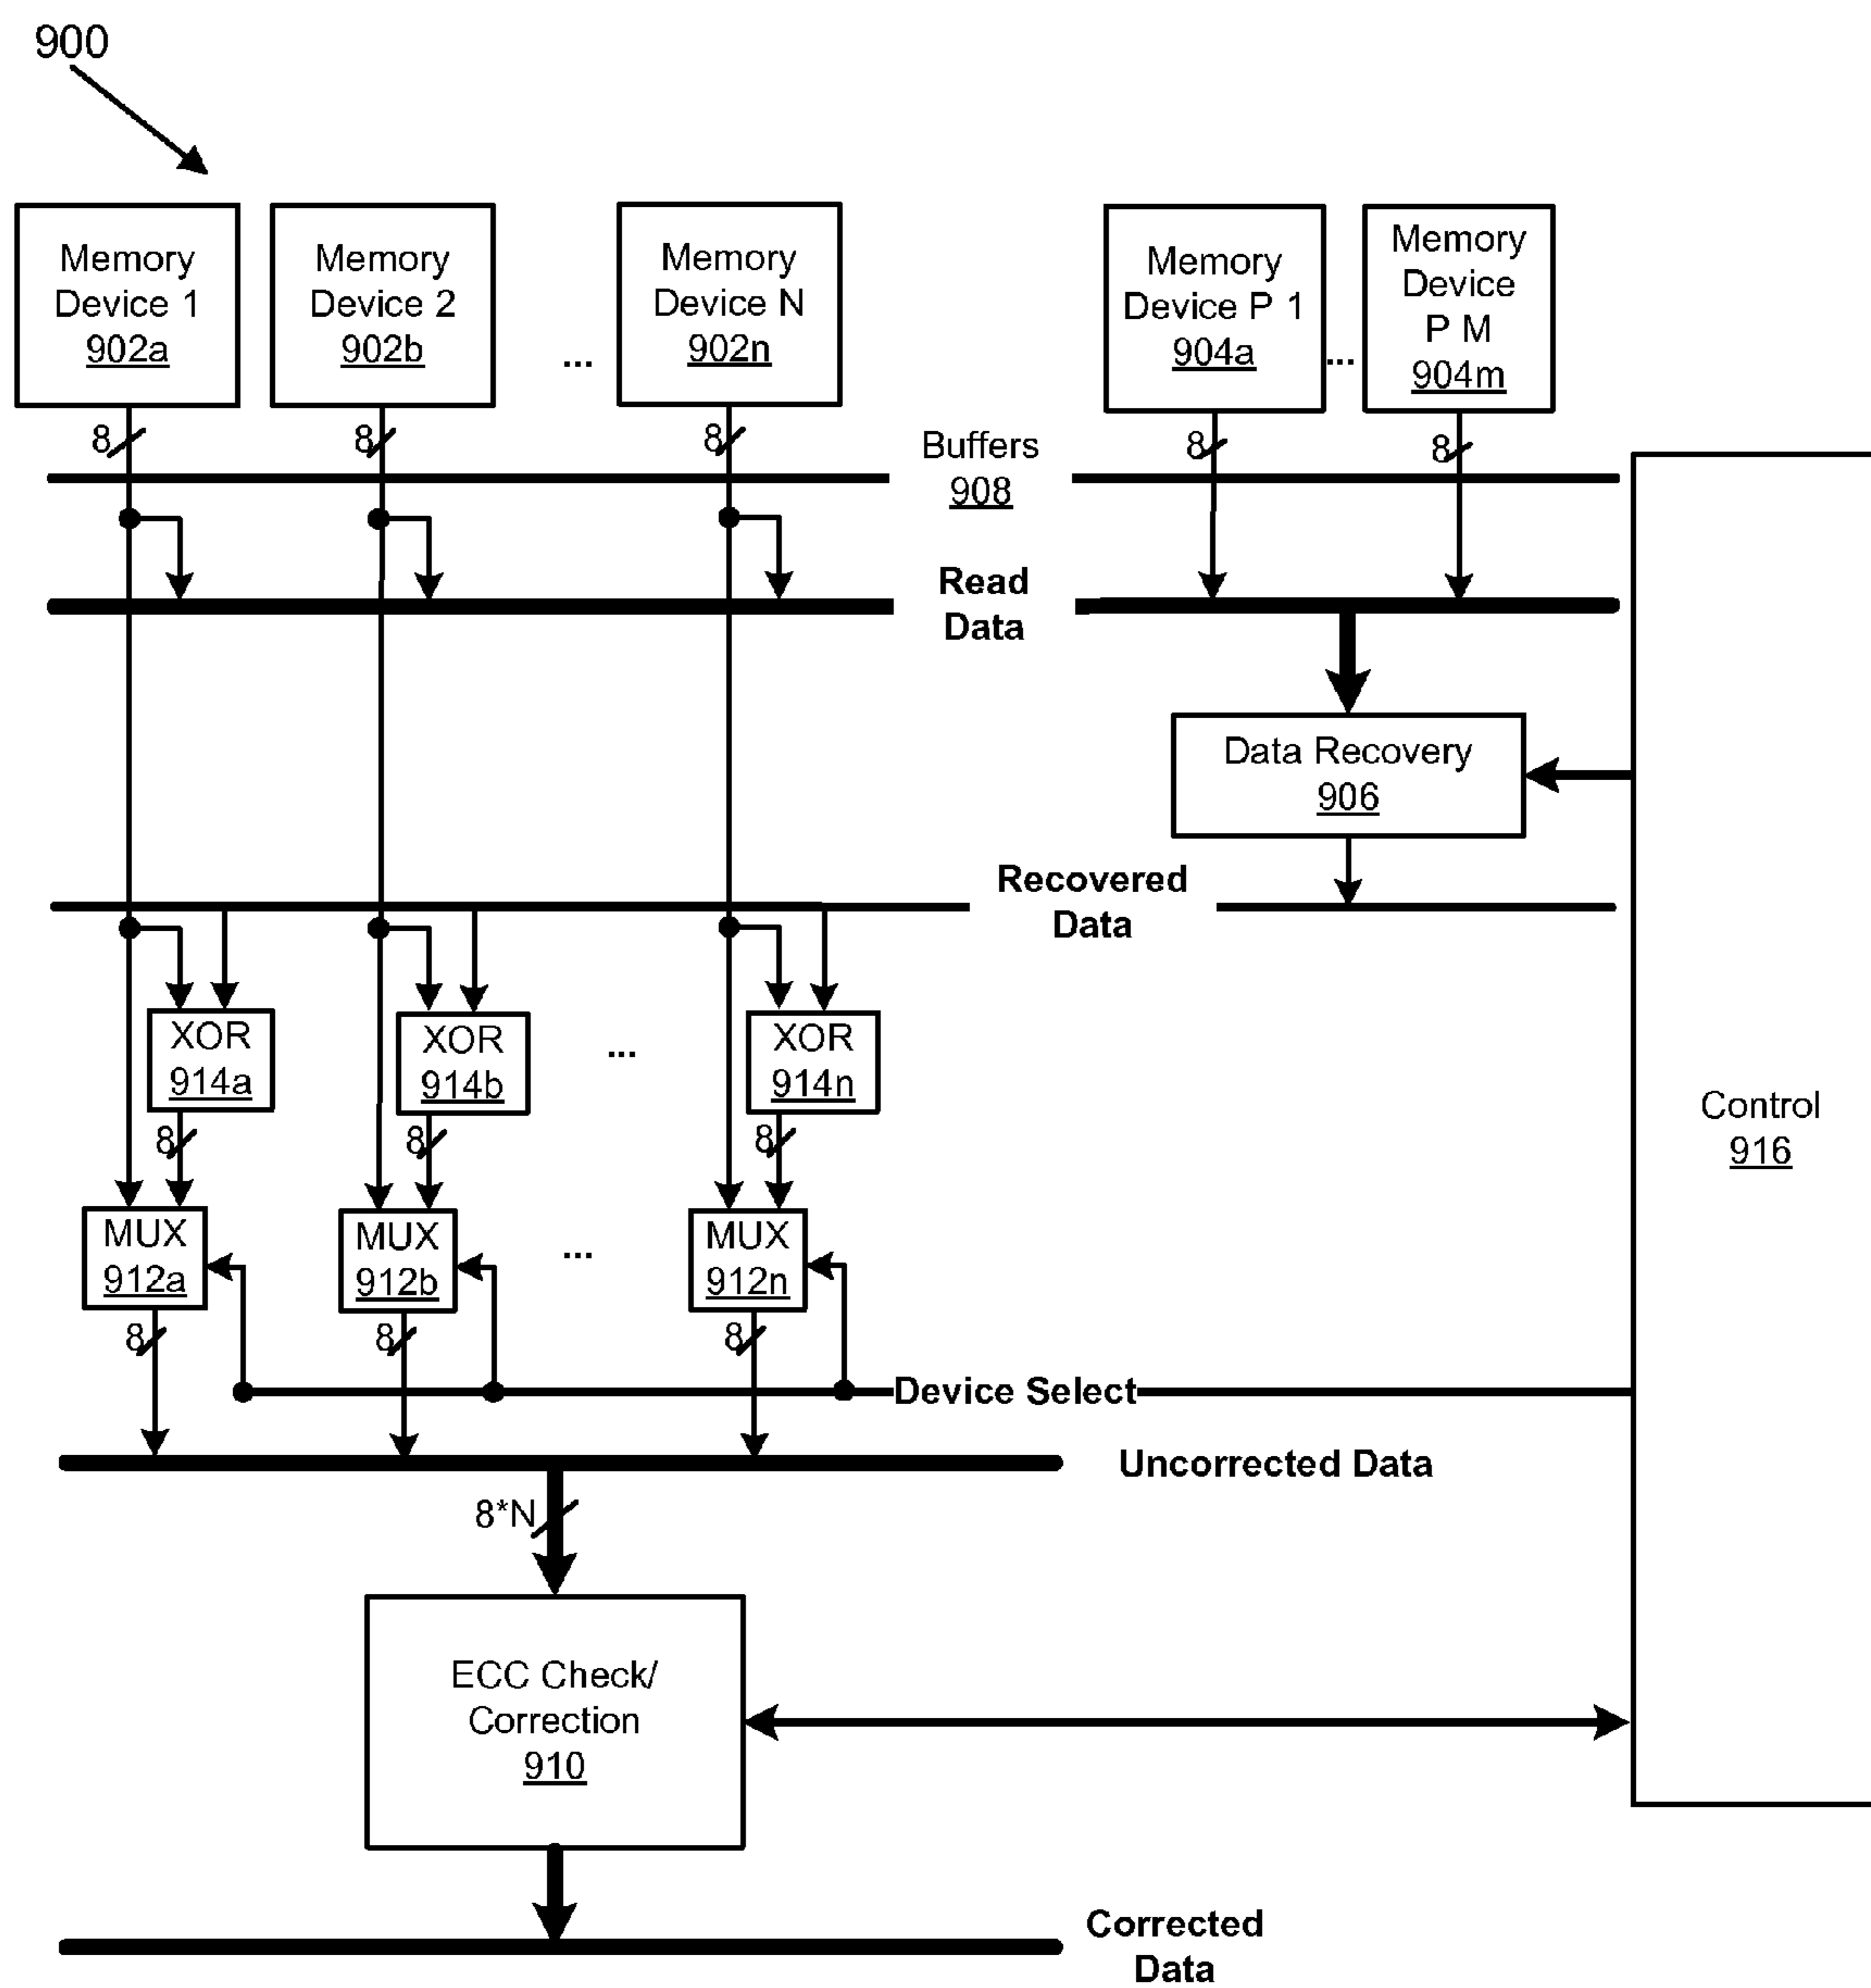 900
Memory
Device 1
902a
Memory
Device 2
902b
...
Memory
Device N
902n
Memory
Device P 1
904a
...
Memory
Device
P M
904m
8
8
8
8
8
Buffers
908
Read
Data
Data Recovery
906
Recovered
Data
XOR
914a
XOR
914b
...
XOR
914n
Control
916
8
8
8
MUX
912a
MUX
912b
...
MUX
912n
8
8
8
Device Select
Uncorrected Data
8*N
ECC Check/
Correction
910
Corrected
Data